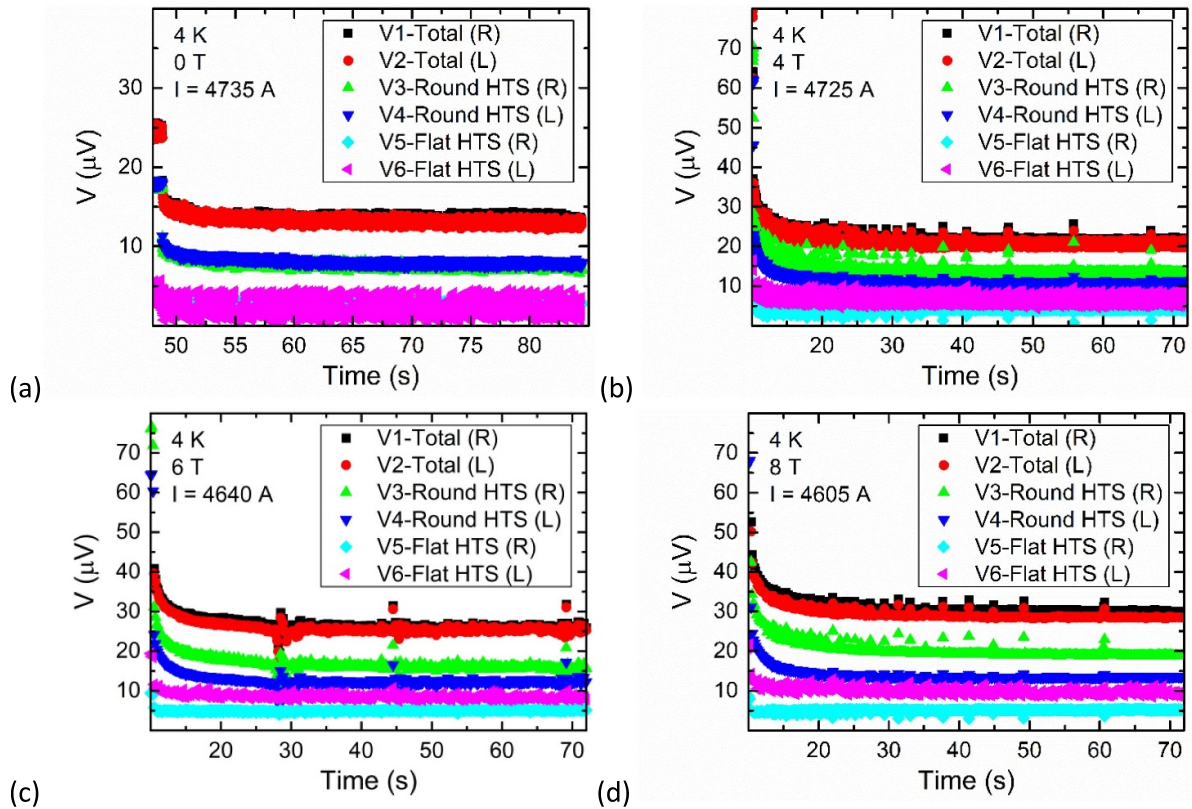 4 K
0 T
I = 4735 A
V1-Total (R)
V2-Total (L)
V3-Round HTS (R)
V4-Round HTS (L)
V5-Flat HTS (R)
V6-Flat HTS (L)
V (μV)
30
20
10
50 55 60 65 70 75 80
Time (s)
(a)
4 K
4 T
I = 4725 A
V1-Total (R)
V2-Total (L)
V3-Round HTS (R)
V4-Round HTS (L)
V5-Flat HTS (R)
V6-Flat HTS (L)
V (μV)
70
60
50
40
30
20
10
20 30 40 50 60 70
Time (s)
(b)
4 K
6 T
I = 4640 A
V1-Total (R)
V2-Total (L)
V3-Round HTS (R)
V4-Round HTS (L)
V5-Flat HTS (R)
V6-Flat HTS (L)
V (μV)
70
60
50
40
30
20
10
20 30 40 50 60 70
Time (s)
(c)
4 K
8 T
I = 4605 A
V1-Total (R)
V2-Total (L)
V3-Round HTS (R)
V4-Round HTS (L)
V5-Flat HTS (R)
V6-Flat HTS (L)
V (μV)
70
60
50
40
30
20
10
20 30 40 50 60 70
Time (s)
(d)